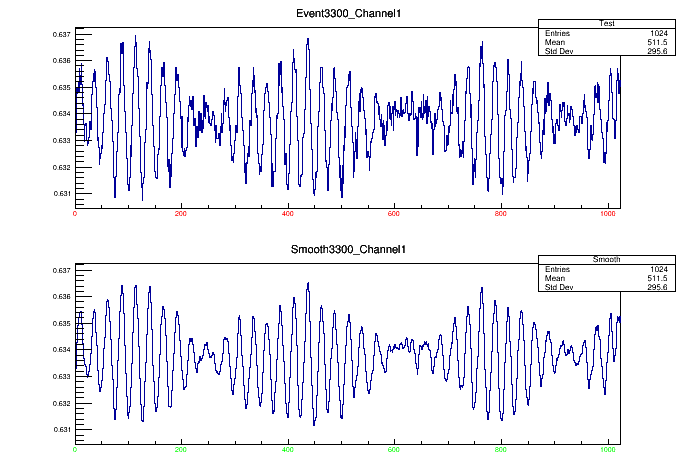 Event3300_Channel1
Test
Entries 1024
Mean 511.5
Std Dev 295.6
0.637
0.636
0.635
0.634
0.633
0.632
0.631
0 200 400 600 800 1000
Smooth3300_Channel1
Smooth
Entries 1024
Mean 511.5
Std Dev 295.6
0.637
0.636
0.635
0.634
0.633
0.632
0.631
0 200 400 600 800 1000